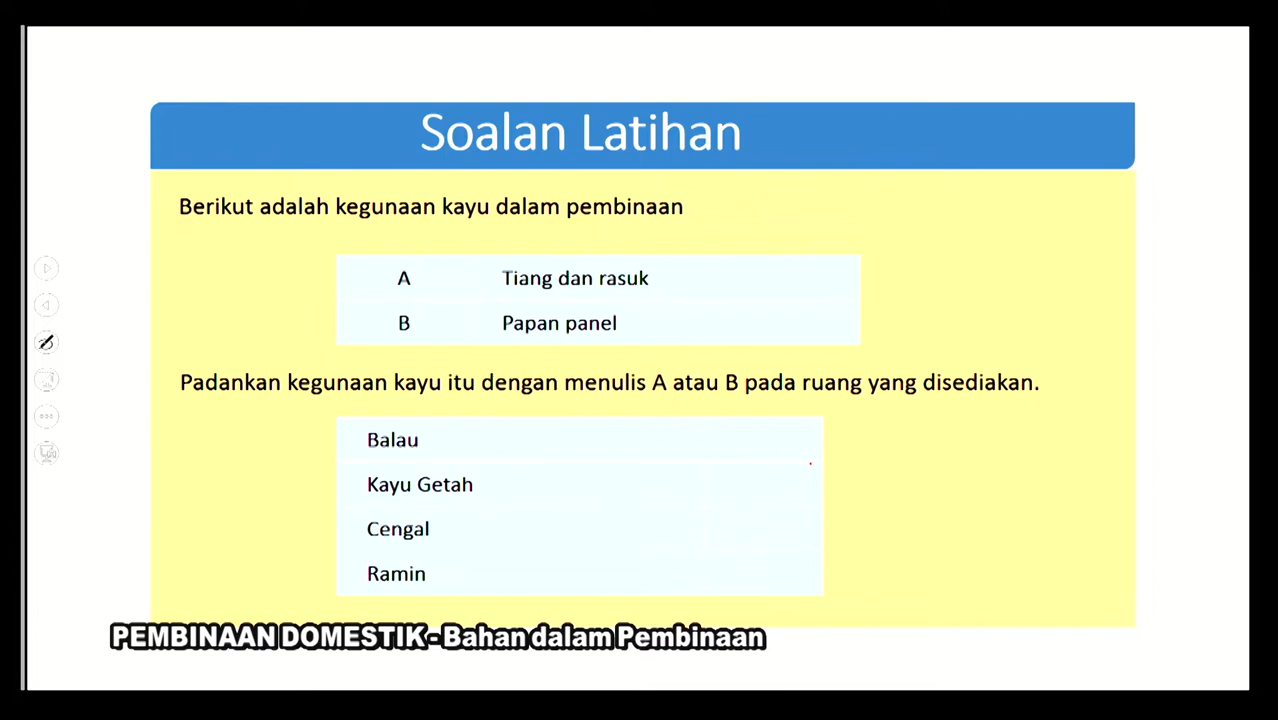 Soalan Latihan
Berikut adalah kegunaan kayu dalam pembinaan
A Tiang dan rasuk
B Papan panel
Padankan kegunaan kayu itu dengan menulis A atau B pada ruang yang disediakan.
Balau
Kayu Getah
Cengal
Ramin
PEMBINAAN DOMESTIK - Bahan dalam Pembinaan